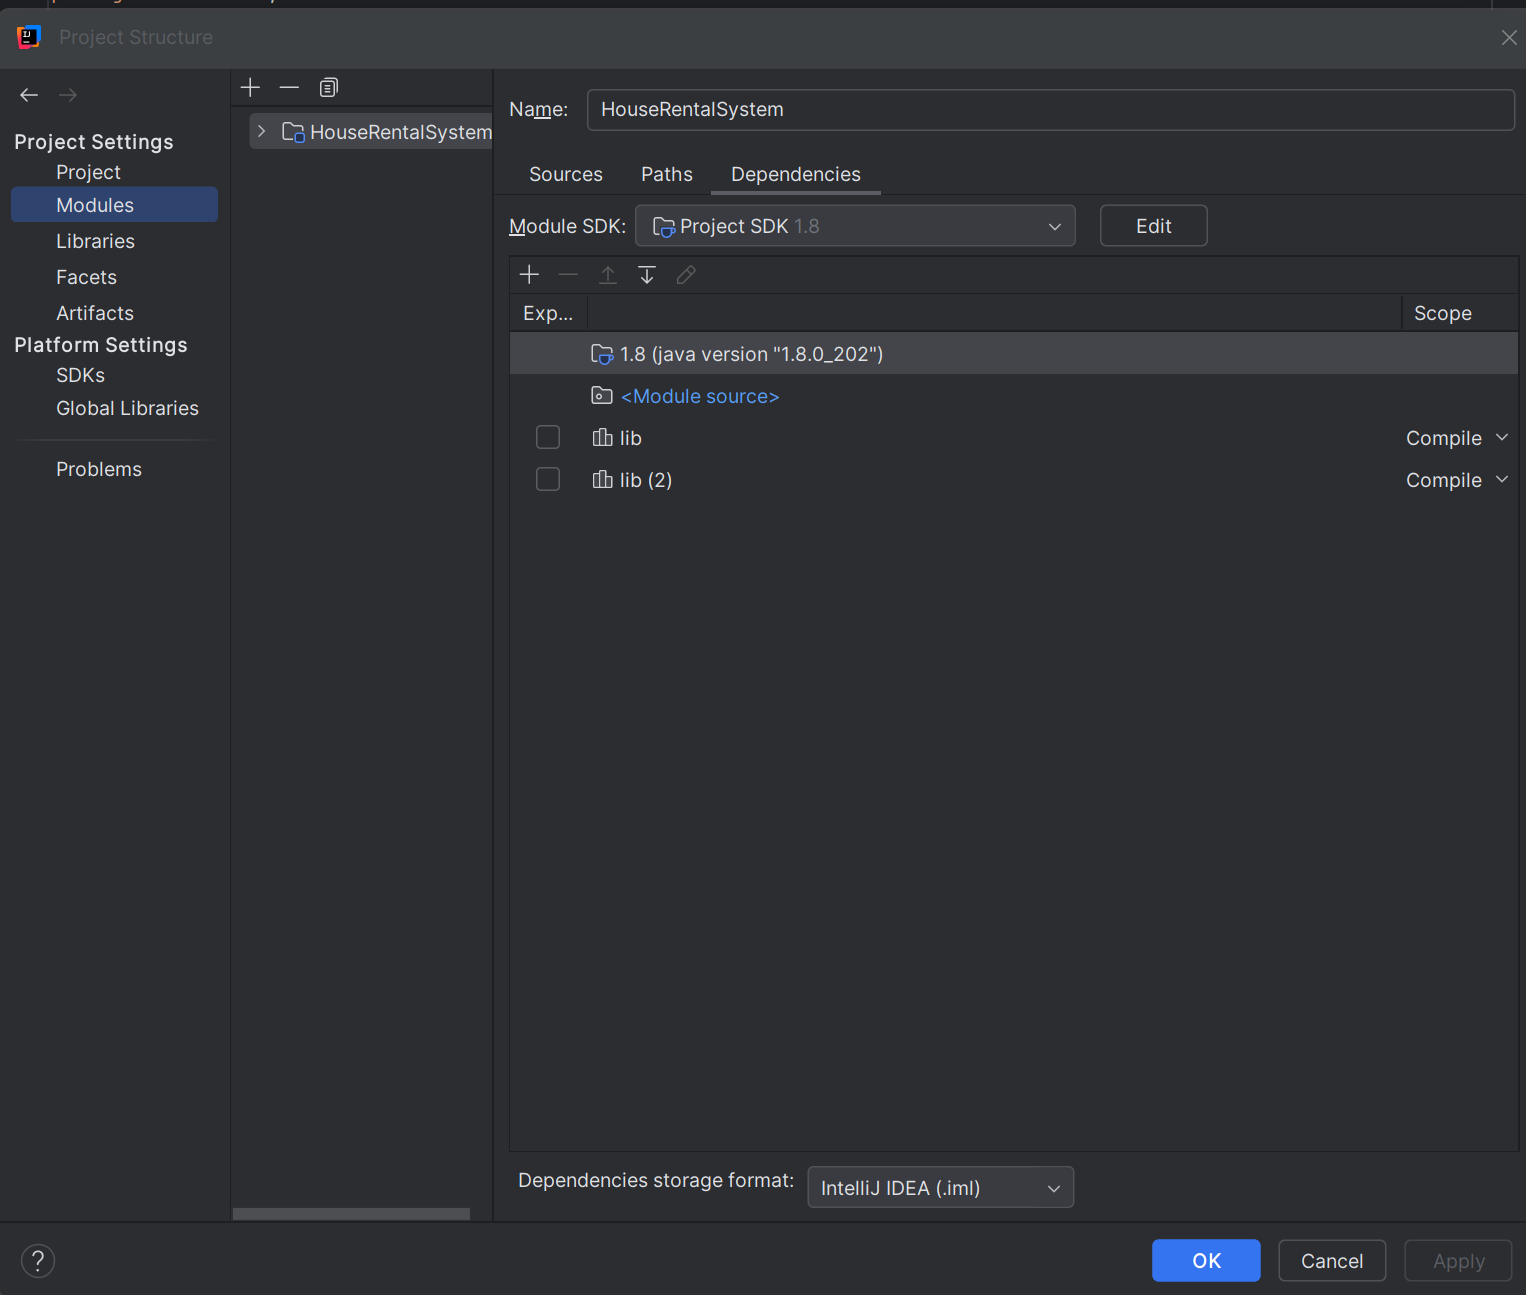 Project Structure
Project Settings
Project
Modules
Libraries
Facets
Artifacts
Platform Settings
SDKs
Global Libraries
Problems
HouseRentalSystem
Name: HouseRentalSystem
Sources Paths Dependencies
Module SDK: Project SDK 1.8 Edit
Exp... Scope
1.8 (java version "1.8.0_202")
<Module source>
lib Compile
lib (2) Compile
Dependencies storage format: IntelliJ IDEA (.iml)
? OK Cancel Apply